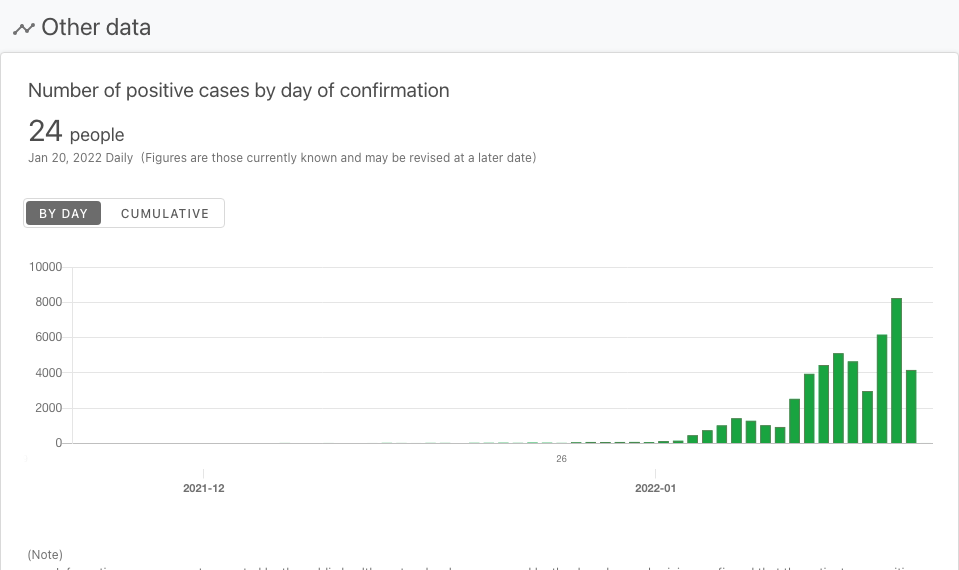 Other data
Number of positive cases by day of confirmation
24 people
Jan 20, 2022 Daily (Figures are those currently known and may be revised at a later date)
BY DAY CUMULATIVE
10000
8000
6000
4000
2000
0
26
2021-12 2022-01
(Note)